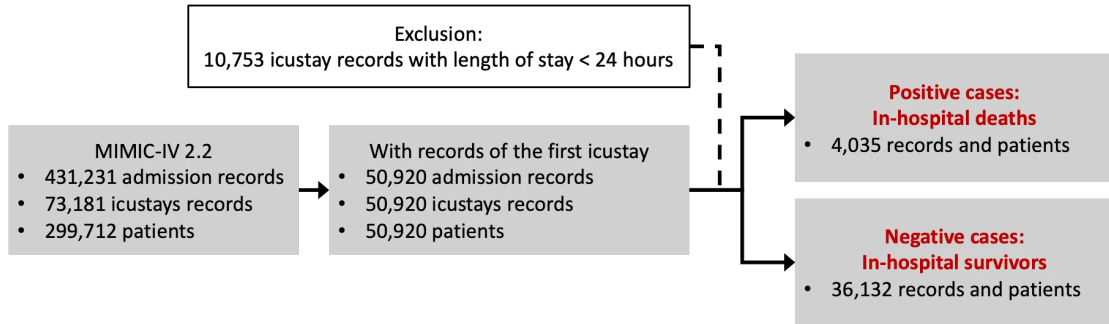 Exclusion:
10,753 icustay records with length of stay < 24 hours
MIMIC-IV 2.2
• 431,231 admission records
• 73,181 icustays records
• 299,712 patients
With records of the first icustay
• 50,920 admission records
• 50,920 icustays records
• 50,920 patients
Positive cases:
In-hospital deaths
• 4,035 records and patients
Negative cases:
In-hospital survivors
• 36,132 records and patients